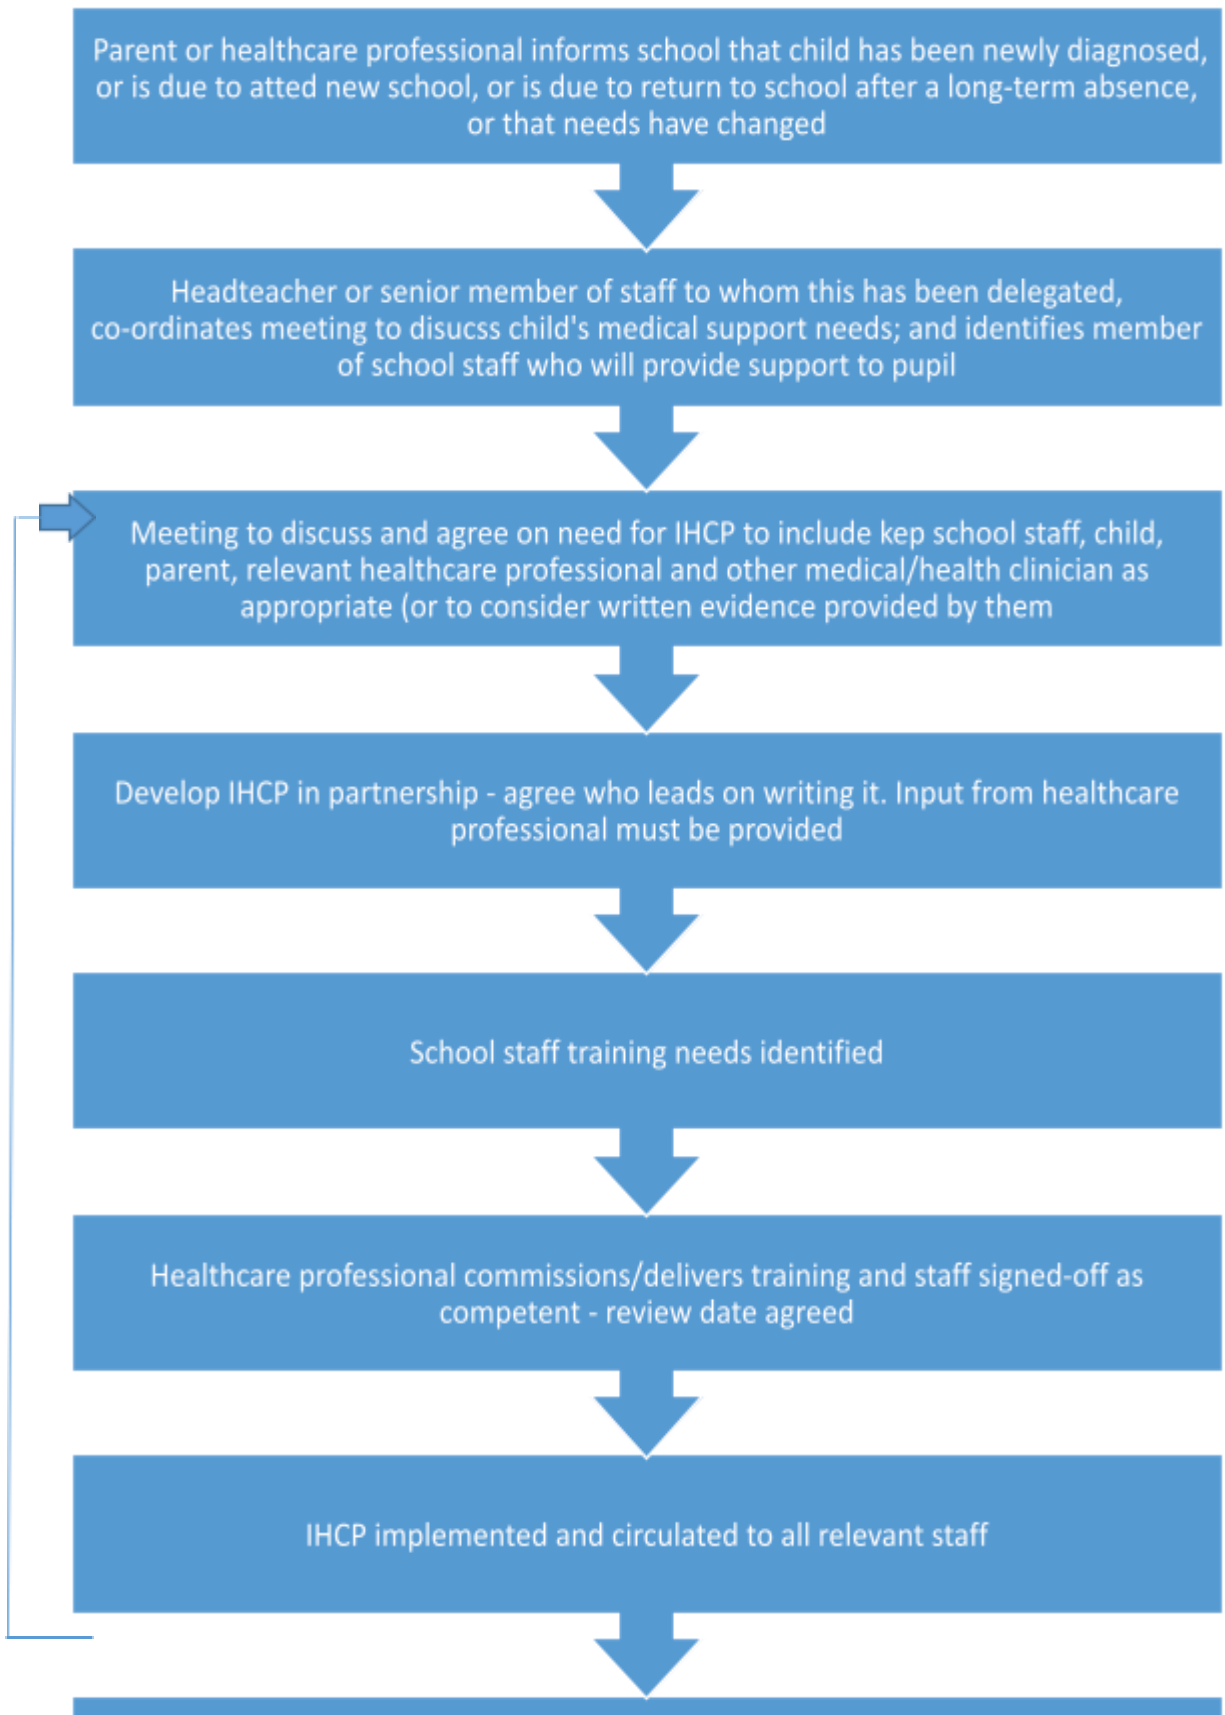 Parent or healthcare professional informs school that child has been newly diagnosed,
or is due to atted new school, or is due to return to school after a long-term absence,
or that needs have changed
Headteacher or senior member of staff to whom this has been delegated,
co-ordinates meeting to disucss child's medical support needs; and identifies member
of school staff who will provide support to pupil
Meeting to discuss and agree on need for IHCP to include kep school staff, child,
parent, relevant healthcare professional and other medical/health clinician as
appropriate (or to consider written evidence provided by them
Develop IHCP in partnership - agree who leads on writing it. Input from healthcare
professional must be provided
School staff training needs identified
Healthcare professional commissions/delivers training and staff signed-off as
competent - review date agreed
IHCP implemented and circulated to all relevant staff